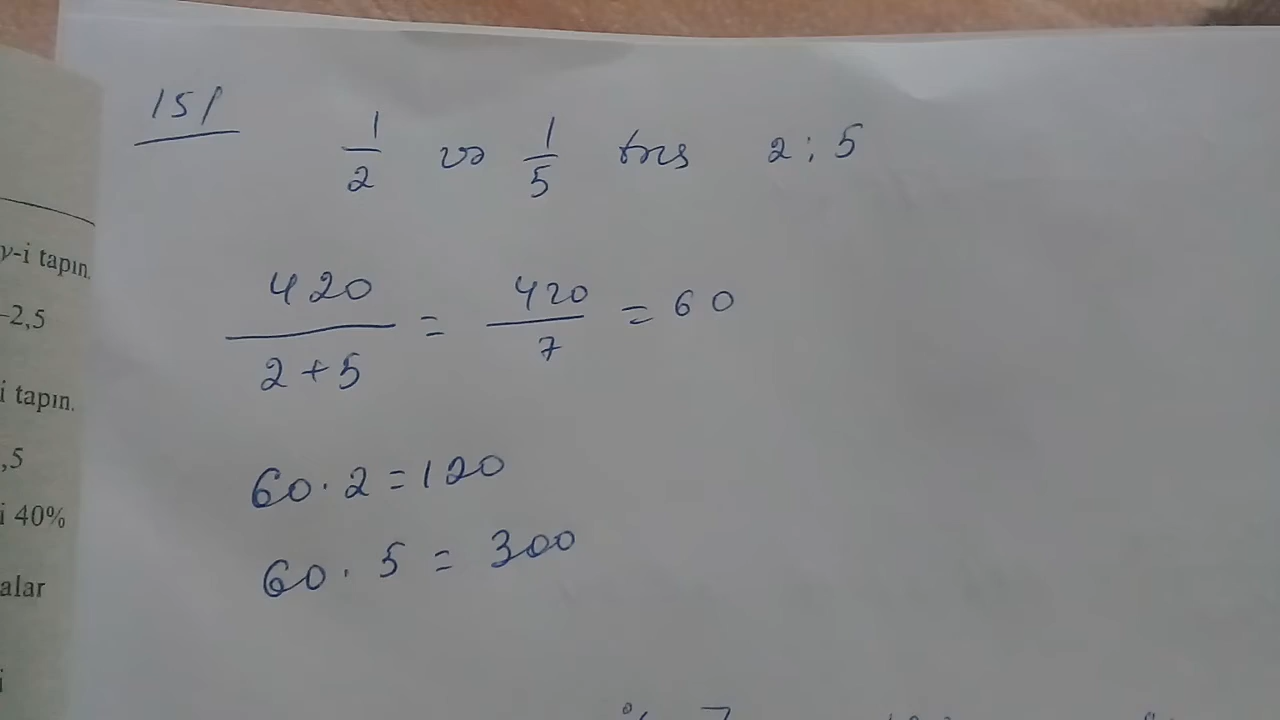 151
1/2 və 1/5 tərs 2:5
420/2+5 = 420/7 = 60
60·2=120
60·5=300
y-i tapın.
-2,5
i tapın.
,5
i 40%
alar
i